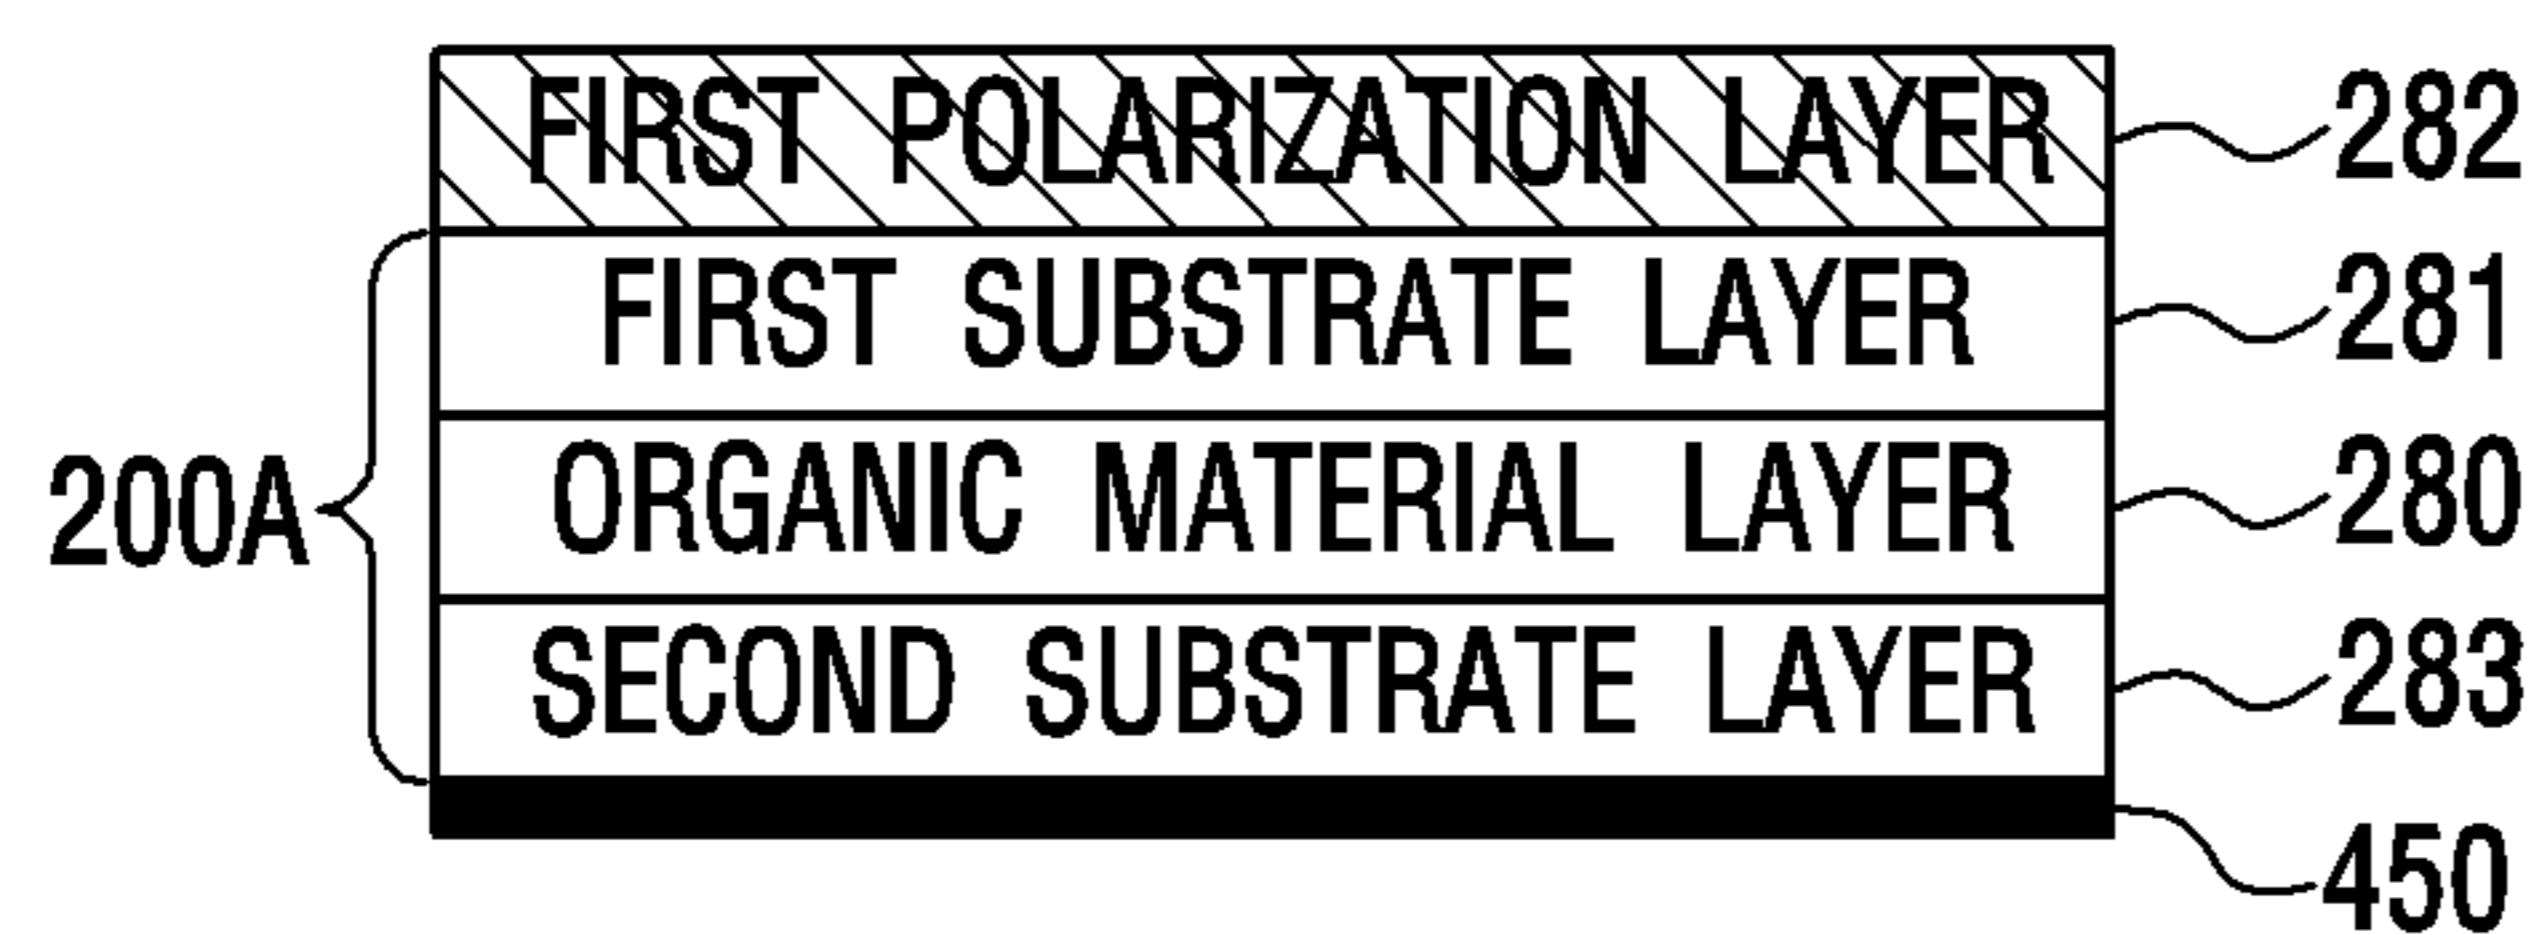 FIRST POLARIZATION LAYER 282
FIRST SUBSTRATE LAYER 281
200A
ORGANIC MATERIAL LAYER 280
SECOND SUBSTRATE LAYER 283
450